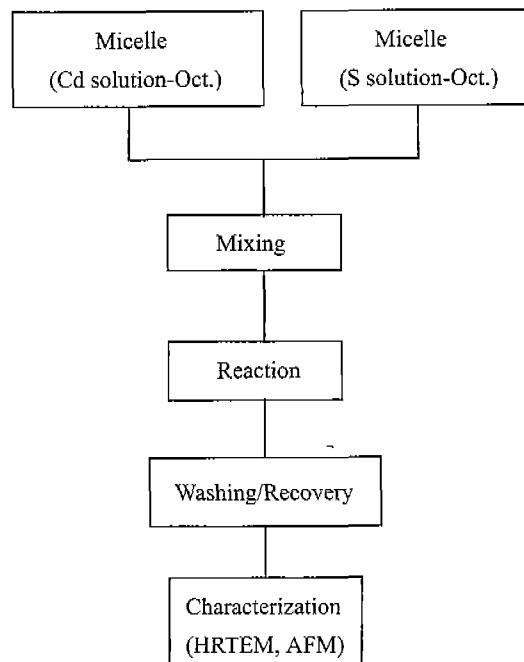 Micelle
(Cd solution-Oct.)
Micelle
(S solution-Oct.)
Mixing
Reaction
Washing/Recovery
Characterization
(HRTEM, AFM)